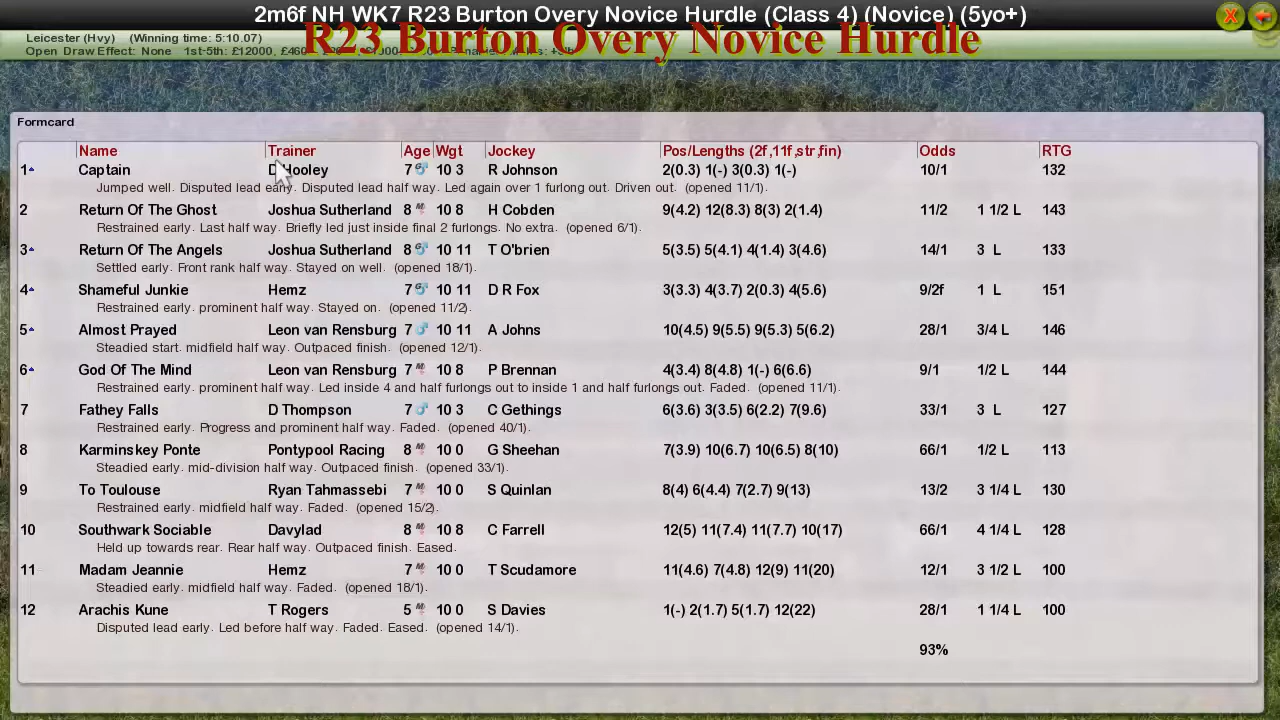 2m6f NH WK7 R23 Burton Overy Novice Hurdle (Class 4) (Novice) (5yo+)
R23 Burton Overy Novice Hurdle
Leicester (Hvy) (Winning time: 5:10.07)
Open Draw Effect: None 1st-5th: £12000,
Formcard
Name Trainer Age Wgt Jockey Pos/Lengths (2f,11f,str,fin) Odds RTG
1 Captain D Hooley 7 10 3 R Johnson 2(0.3) 1(-) 3(0.3) 1(-) 10/1 132
Jumped well. Disputed lead early. Disputed lead half way. Led again over 1 furlong out. Driven out. (opened 11/1).
2 Return Of The Ghost Joshua Sutherland 8 10 8 H Cobden 9(4.2) 12(8.3) 8(3) 2(1.4) 11/2 1 1/2 L 143
Restrained early. Last half way. Briefly led just inside final 2 furlongs. No extra. (opened 6/1).
3 Return Of The Angels Joshua Sutherland 8 10 11 T O'brien 5(3.5) 5(4.1) 4(1.4) 3(4.6) 14/1 3 L 133
Settled early. Front rank half way. Stayed on well. (opened 18/1).
4 Shameful Junkie Hemz 7 10 11 D R Fox 3(3.3) 4(3.7) 2(0.3) 4(5.6) 9/2f 1 L 151
Restrained early. prominent half way. Stayed on. (opened 11/2).
5 Almost Prayed Leon van Rensburg 7 10 11 A Johns 10(4.5) 9(5.5) 9(5.3) 5(6.2) 28/1 3/4 L 146
Steadied start. midfield half way. Outpaced finish. (opened 12/1).
6 God Of The Mind Leon van Rensburg 7 10 8 P Brennan 4(3.4) 8(4.8) 1(-) 6(6.6) 9/1 1/2 L 144
Restrained early. prominent half way. Led inside 4 and half furlongs out to inside 1 and half furlongs out. Faded. (opened 11/1).
7 Fathey Falls D Thompson 7 10 3 C Gethings 6(3.6) 3(3.5) 6(2.2) 7(9.6) 33/1 3 L 127
Restrained early. Progress and prominent half way. Faded. (opened 40/1).
8 Karminskey Ponte Pontypool Racing 8 10 0 G Sheehan 7(3.9) 10(6.7) 10(6.5) 8(10) 66/1 1/2 L 113
Steadied early. mid-division half way. Outpaced finish. (opened 33/1).
9 To Toulouse Ryan Tahmassebi 7 10 0 S Quinlan 8(4) 6(4.4) 7(2.7) 9(13) 13/2 3 1/4 L 130
Restrained early. midfield half way. Faded. (opened 15/2).
10 Southwark Sociable Davylad 8 10 8 C Farrell 12(5) 11(7.4) 11(7.7) 10(17) 66/1 4 1/4 L 128
Held up towards rear. Rear half way. Outpaced finish. Eased.
11 Madam Jeannie Hemz 7 10 0 T Scudamore 11(4.6) 7(4.8) 12(9) 11(20) 12/1 3 1/2 L 100
Steadied early. midfield half way. Faded. (opened 18/1).
12 Arachis Kune T Rogers 5 10 0 S Davies 1(-) 2(1.7) 5(1.7) 12(22) 28/1 1 1/4 L 100
Disputed lead early. Led before half way. Faded. Eased. (opened 14/1).
93%